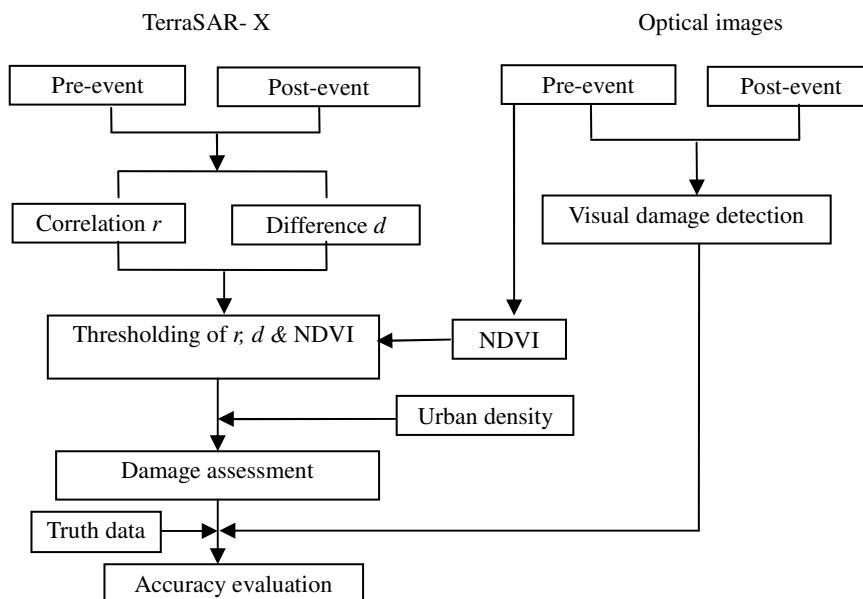 TerraSAR- X
Optical images
Pre-event
Post-event
Pre-event
Post-event
Correlation r
Difference d
Visual damage detection
Thresholding of r, d & NDVI
NDVI
Urban density
Damage assessment
Truth data
Accuracy evaluation